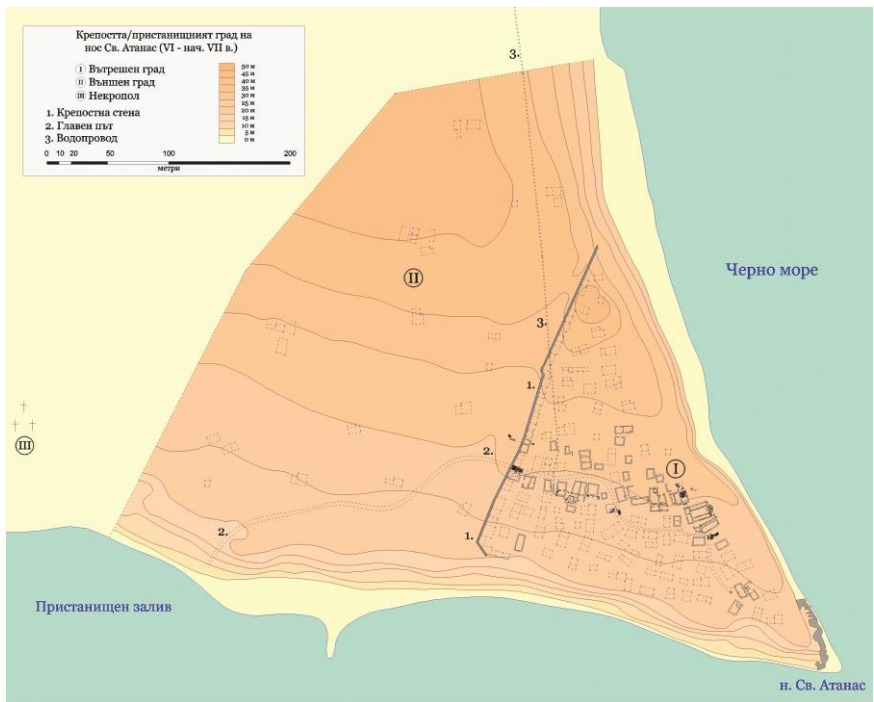 Крепостта/пристанищният град на
нос Св. Атанас (VI - нач. VII в.)
I Вътрешен град
II Външен град
III Некропол
1. Крепостна стена
2. Главен път
3. Водопровод
50 м
45 м
40 м
35 м
30 м
25 м
20 м
15 м
10 м
5 м
0 м
0 10 20 50 100 200
метри
3.
Черно море
II
3.
1.
2.
I
III
2.
1.
Пристанищен залив
н. Св. Атанас